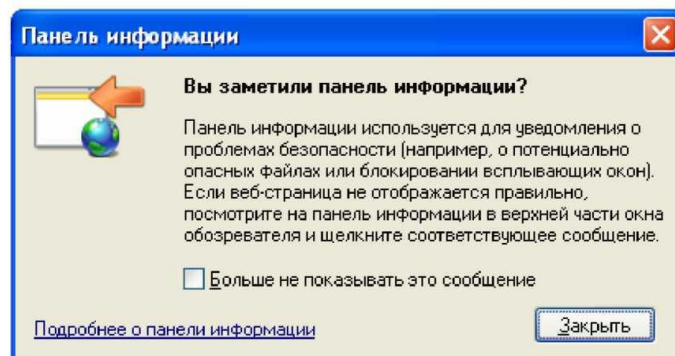 Панель информации
Вы заметили панель информации?
Панель информации используется для уведомления о
проблемах безопасности (например, о потенциально
опасных файлах или блокировании всплывающих окон).
Если веб-страница не отображается правильно,
посмотрите на панель информации в верхней части окна
обозревателя и щелкните соответствующее сообщение.
Больше не показывать это сообщение
Подробнее о панели информации
Закрыть